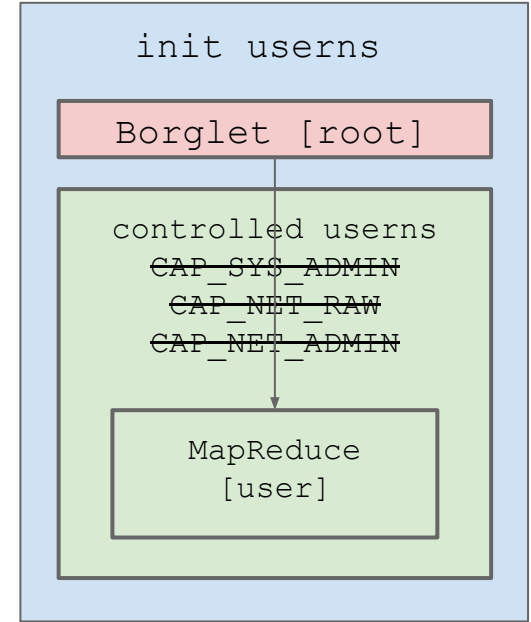 init userns
Borglet [root]
controlled userns
CAP_SYS_ADMIN
CAP_NET_RAW
CAP_NET_ADMIN
MapReduce
[user]